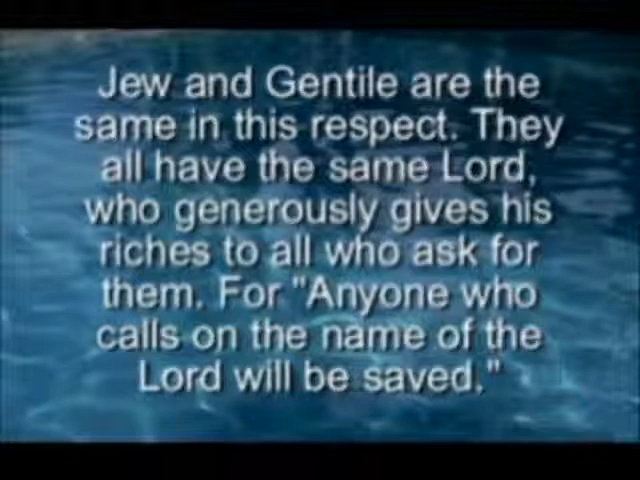 Jew and Gentile are the
same in this respect. They
all have the same Lord,
who generously gives his
riches to all who ask for
them. For "Anyone who
calls on the name of the
Lord will be saved."